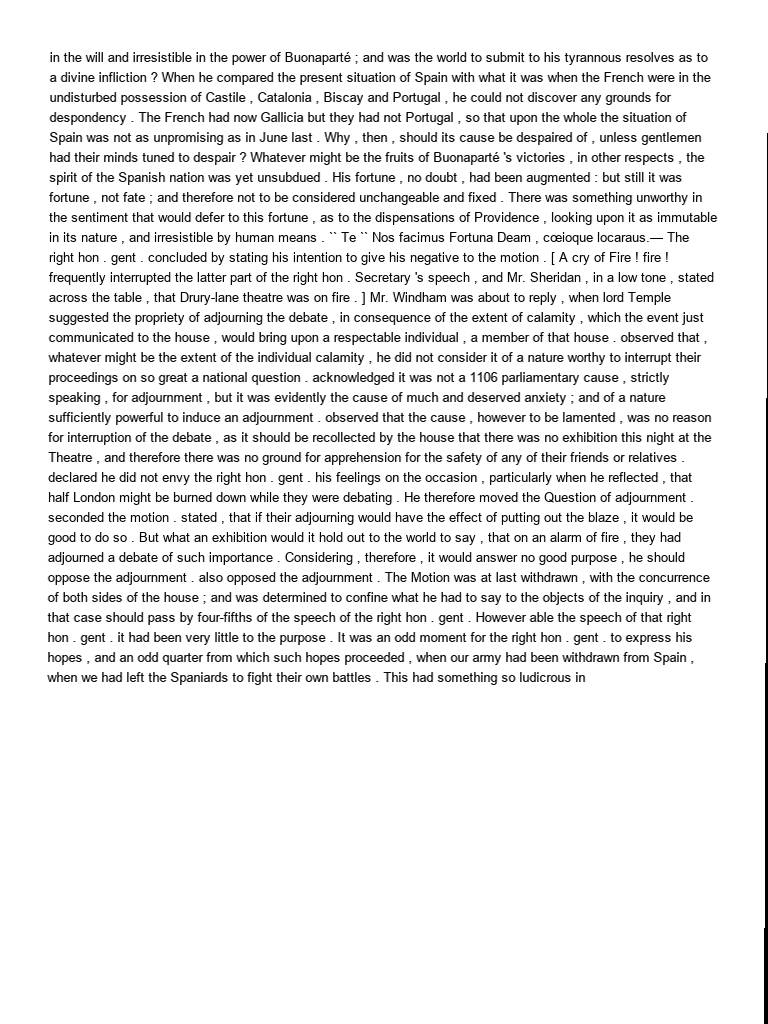 in the will and irresistible in the power of Buonaparté ; and was the world to submit to his tyrannous resolves as to
a divine infliction ? When he compared the present situation of Spain with what it was when the French were in the
undisturbed possession of Castile , Catalonia , Biscay and Portugal , he could not discover any grounds for
despondency . The French had now Gallicia but they had not Portugal , so that upon the whole the situation of
Spain was not as unpromising as in June last . Why , then , should its cause be despaired of , unless gentlemen
had their minds tuned to despair ? Whatever might be the fruits of Buonaparté 's victories , in other respects , the
spirit of the Spanish nation was yet unsubdued . His fortune , no doubt , had been augmented : but still it was
fortune , not fate ; and therefore not to be considered unchangeable and fixed . There was something unworthy in
the sentiment that would defer to this fortune , as to the dispensations of Providence , looking upon it as immutable
in its nature , and irresistible by human means . `` Te `` Nos facimus Fortuna Deam , cœioque locaraus.— The
right hon . gent . concluded by stating his intention to give his negative to the motion . [ A cry of Fire ! fire !
frequently interrupted the latter part of the right hon . Secretary 's speech , and Mr. Sheridan , in a low tone , stated
across the table , that Drury-lane theatre was on fire . ] Mr. Windham was about to reply , when lord Temple
suggested the propriety of adjourning the debate , in consequence of the extent of calamity , which the event just
communicated to the house , would bring upon a respectable individual , a member of that house . observed that ,
whatever might be the extent of the individual calamity , he did not consider it of a nature worthy to interrupt their
proceedings on so great a national question . acknowledged it was not a 1106 parliamentary cause , strictly
speaking , for adjournment , but it was evidently the cause of much and deserved anxiety ; and of a nature
sufficiently powerful to induce an adjournment . observed that the cause , however to be lamented , was no reason
for interruption of the debate , as it should be recollected by the house that there was no exhibition this night at the
Theatre , and therefore there was no ground for apprehension for the safety of any of their friends or relatives .
declared he did not envy the right hon . gent . his feelings on the occasion , particularly when he reflected , that
half London might be burned down while they were debating . He therefore moved the Question of adjournment .
seconded the motion . stated , that if their adjourning would have the effect of putting out the blaze , it would be
good to do so . But what an exhibition would it hold out to the world to say , that on an alarm of fire , they had
adjourned a debate of such importance . Considering , therefore , it would answer no good purpose , he should
oppose the adjournment . also opposed the adjournment . The Motion was at last withdrawn , with the concurrence
of both sides of the house ; and was determined to confine what he had to say to the objects of the inquiry , and in
that case should pass by four-fifths of the speech of the right hon . gent . However able the speech of that right
hon . gent . it had been very little to the purpose . It was an odd moment for the right hon . gent . to express his
hopes , and an odd quarter from which such hopes proceeded , when our army had been withdrawn from Spain ,
when we had left the Spaniards to fight their own battles . This had something so ludicrous in